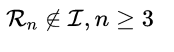 ℛₙ ∉ ℐ, n ≥ 3